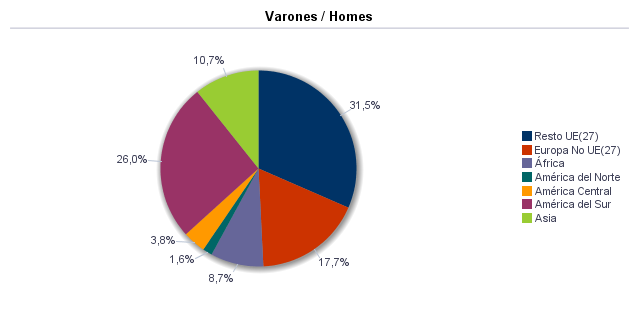 Varones / Homes
10,7%
31,5%
26,0%
3,8%
1,6%
8,7%
17,7%
Resto UE(27)
Europa No UE(27)
África
América del Norte
América Central
América del Sur
Asia